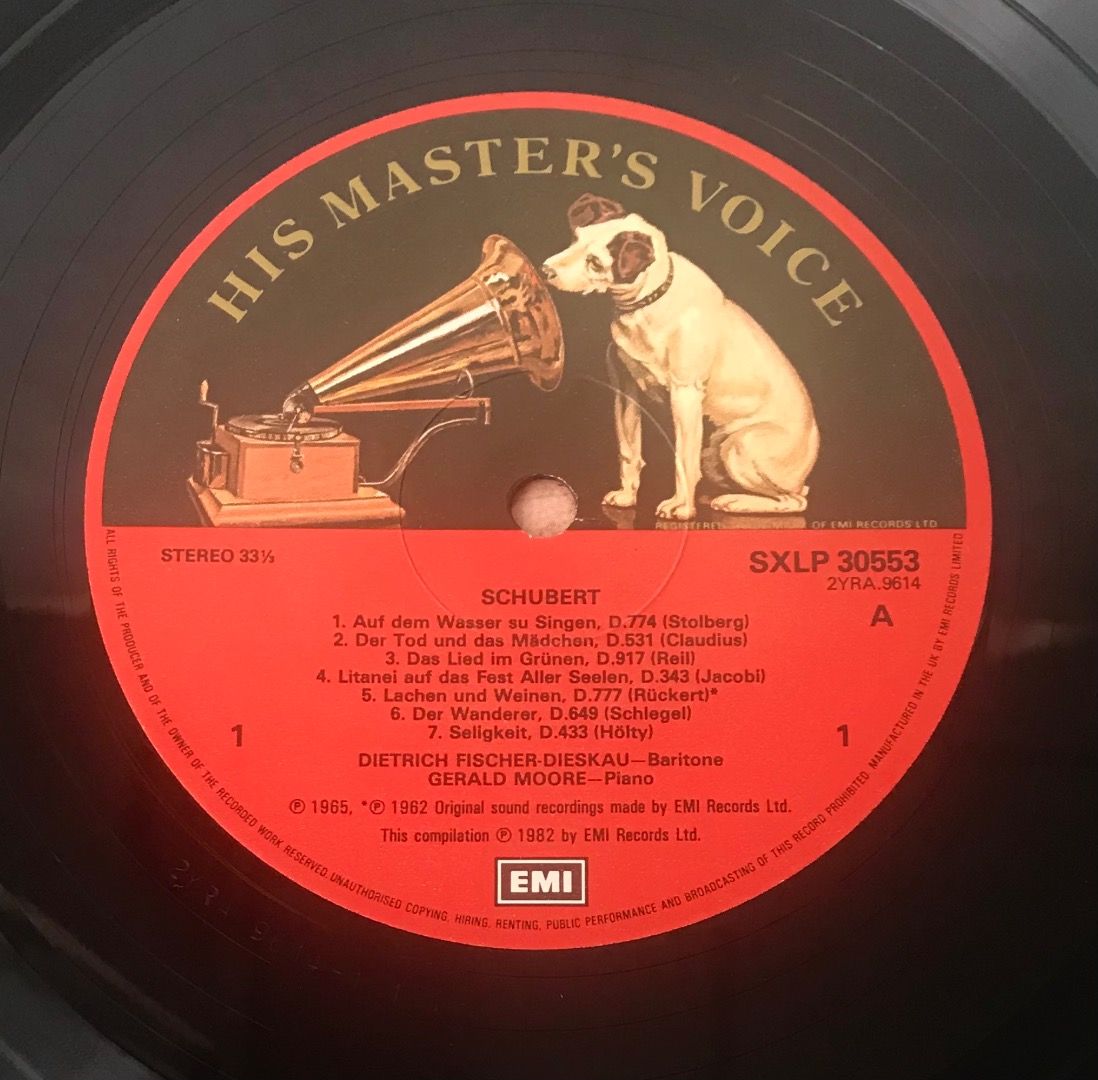 HIS MASTER'S VOICE
REGISTERED OF EMI RECORDS LTD
STEREO 33⅓
SXLP 30553
2YRA.9614
A
SCHUBERT
1. Auf dem Wasser su Singen, D.774 (Stolberg)
2. Der Tod und das Mädchen, D.531 (Claudius)
3. Das Lied im Grünen, D.917 (Reil)
4. Litanei auf das Fest Aller Seelen, D.343 (Jacobi)
5. Lachen und Weinen, D.777 (Rückert)*
6. Der Wanderer, D.649 (Schlegel)
7. Seligkeit, D.433 (Hölty)
1
1
DIETRICH FISCHER-DIESKAU—Baritone
GERALD MOORE—Piano
℗ 1965, *℗ 1962 Original sound recordings made by EMI Records Ltd.
This compilation ℗ 1982 by EMI Records Ltd.
EMI
ALL RIGHTS OF THE PRODUCER AND OF THE OWNER OF THE RECORDED WORK RESERVED. UNAUTHORISED COPYING, HIRING, RENTING, PUBLIC PERFORMANCE AND BROADCASTING OF THIS RECORD PROHIBITED. MANUFACTURED IN THE UK BY EMI RECORDS LIMITED